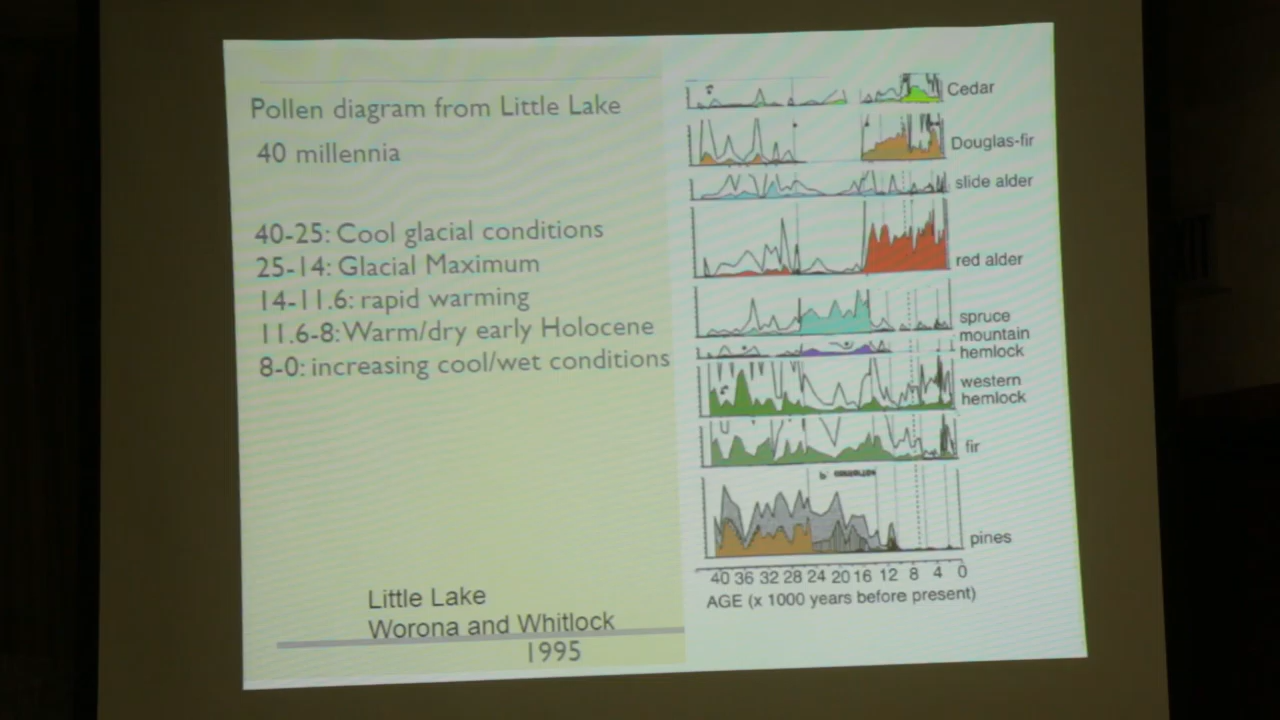 Pollen diagram from Little Lake
40 millennia
40-25: Cool glacial conditions
25-14: Glacial Maximum
14-11.6: rapid warming
11.6-8: Warm/dry early Holocene
8-0: increasing cool/wet conditions
Little Lake
Worona and Whitlock
1995
Cedar
Douglas-fir
slide alder
red alder
spruce
mountain
hemlock
western
hemlock
fir
pines
40 36 32 28 24 20 16 12 8 4 0
AGE (x 1000 years before present)